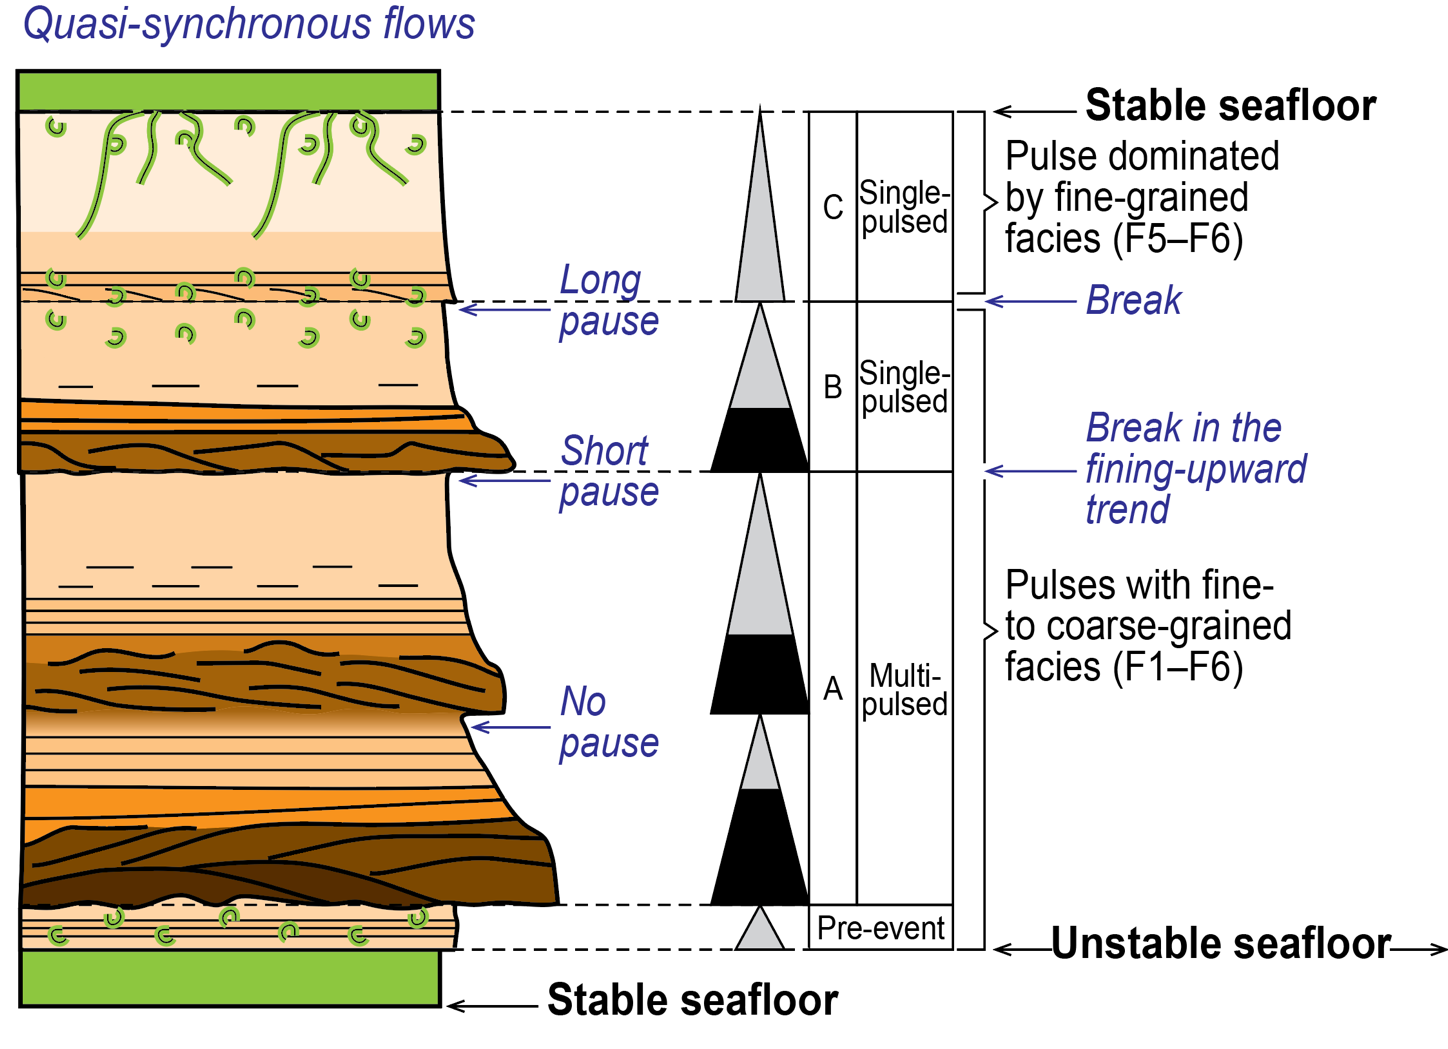 Quasi-synchronous flows
Stable seafloor
Pulse dominated
by fine-grained
facies (F5–F6)
C
Single-
pulsed
Long
pause
Break
B
Single-
pulsed
Short
pause
Break in the
fining-upward
trend
Pulses with fine-
to coarse-grained
facies (F1–F6)
A
Multi-
pulsed
No
pause
Pre-event
Unstable seafloor
Stable seafloor